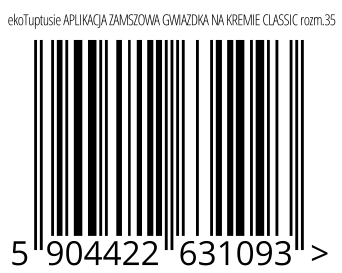 ekoTuptusie APLIKACJA ZAMSZOWA GWIAZDKA NA KREMIE CLASSIC rozm.35
5 904422 631093 >